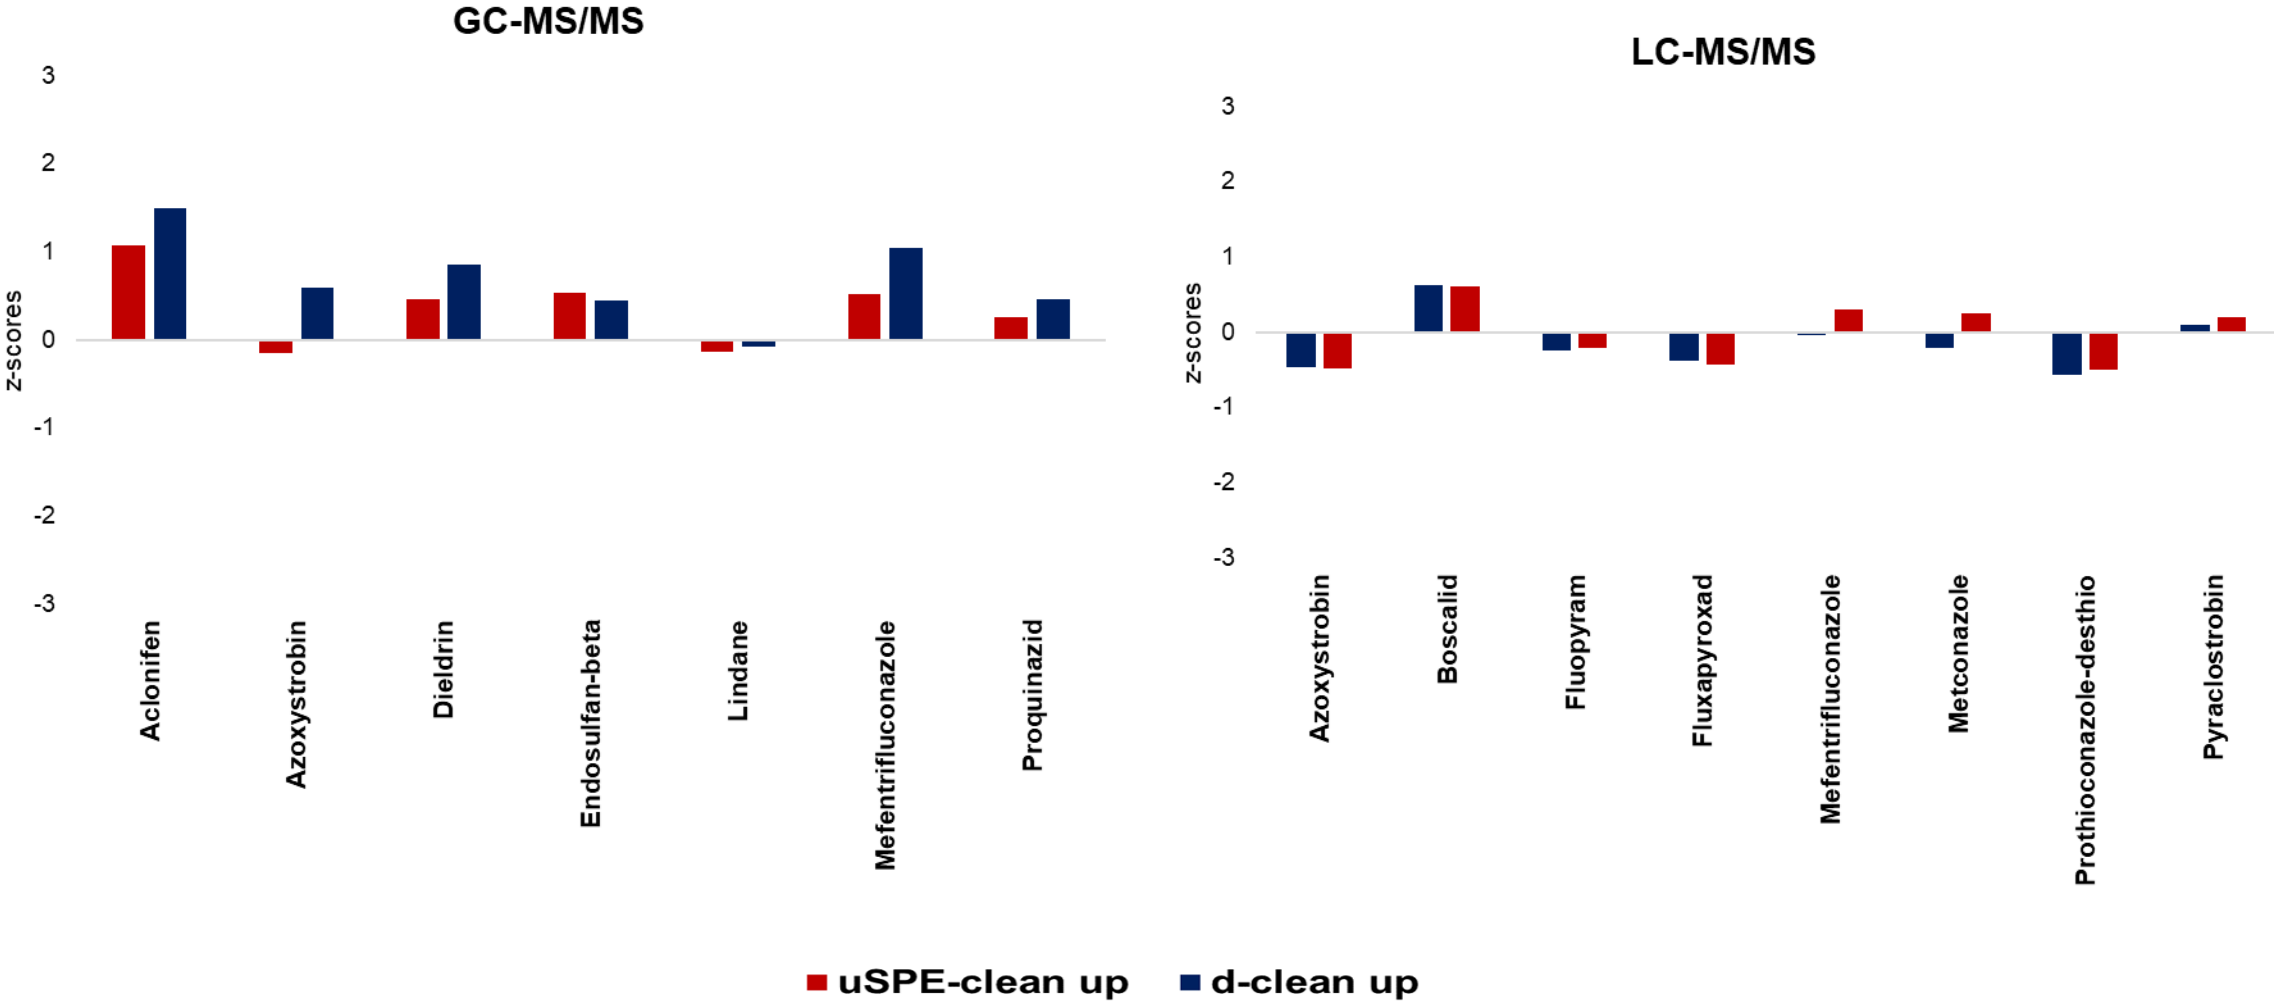 GC-MS/MS
3
2
1
0
-1
-2
-3
z-scores
Aclonifen
Azoxystrobin
Dieldrin
Endosulfan-beta
Lindane
Mefentrifluconazole
Proquinazid
LC-MS/MS
3
2
1
0
-1
-2
-3
z-scores
Azoxystrobin
Boscalid
Fluopyram
Fluxapyroxad
Mefentrifluconazole
Metconazole
Prothioconazole-desthio
Pyraclostrobin
uSPE-clean up
d-clean up